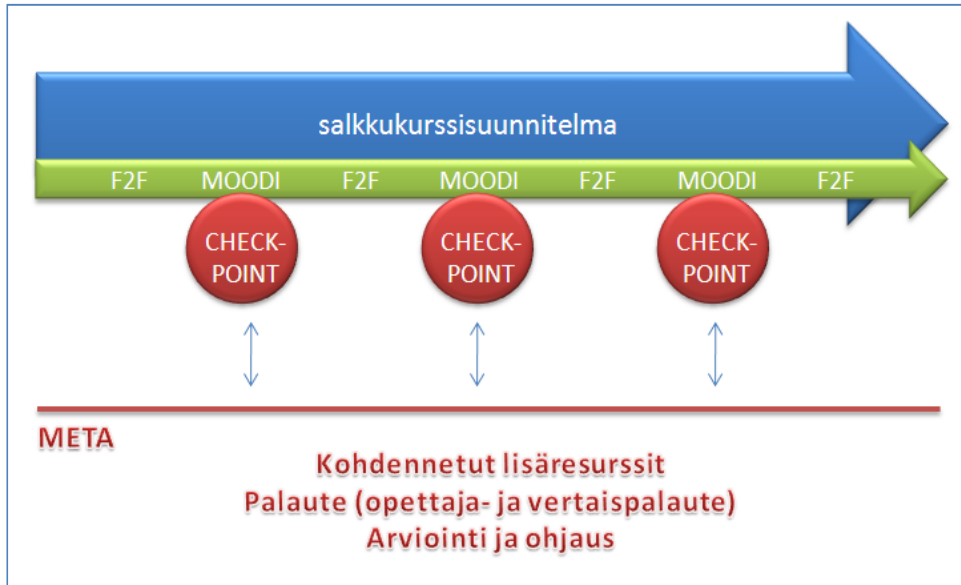 salkkukurssisuunnitelma
F2F MOODI F2F MOODI F2F MOODI F2F
CHECK- CHECK- CHECK-
POINT POINT POINT
META
Kohdennetut lisäresurssit
Palaute (opettaja- ja vertaispalaute)
Arviointi ja ohjaus